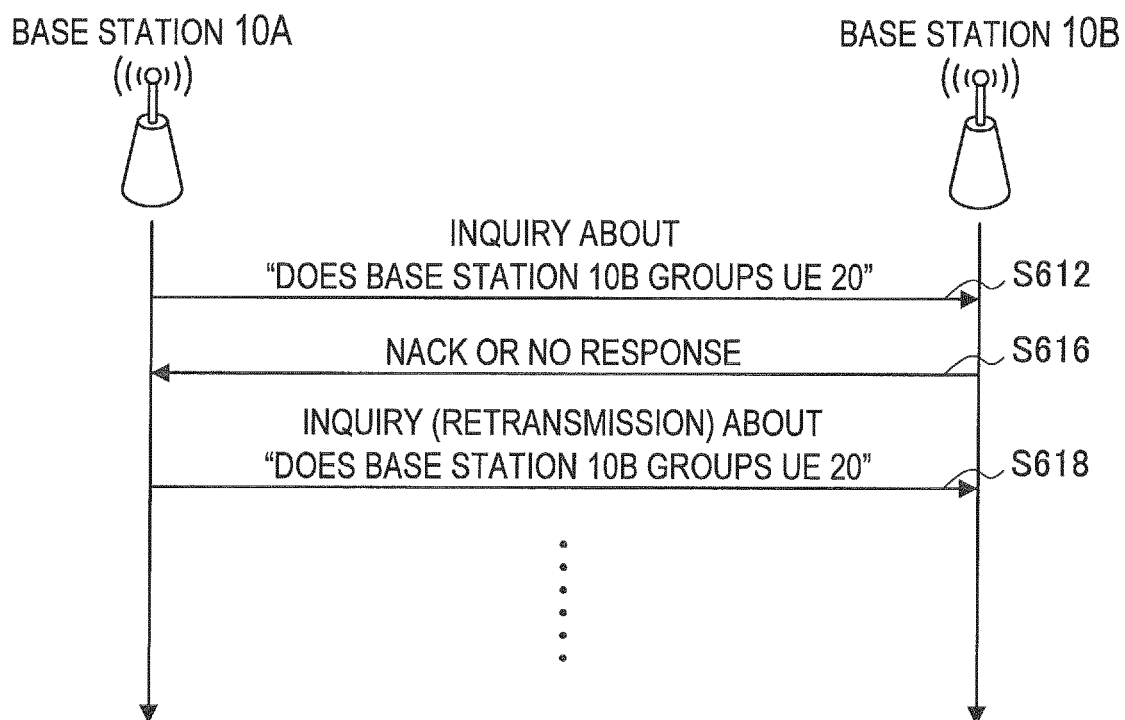 BASE STATION 10A
BASE STATION 10B
INQUIRY ABOUT
"DOES BASE STATION 10B GROUPS UE 20"
S612
NACK OR NO RESPONSE
S616
INQUIRY (RETRANSMISSION) ABOUT
"DOES BASE STATION 10B GROUPS UE 20"
S618